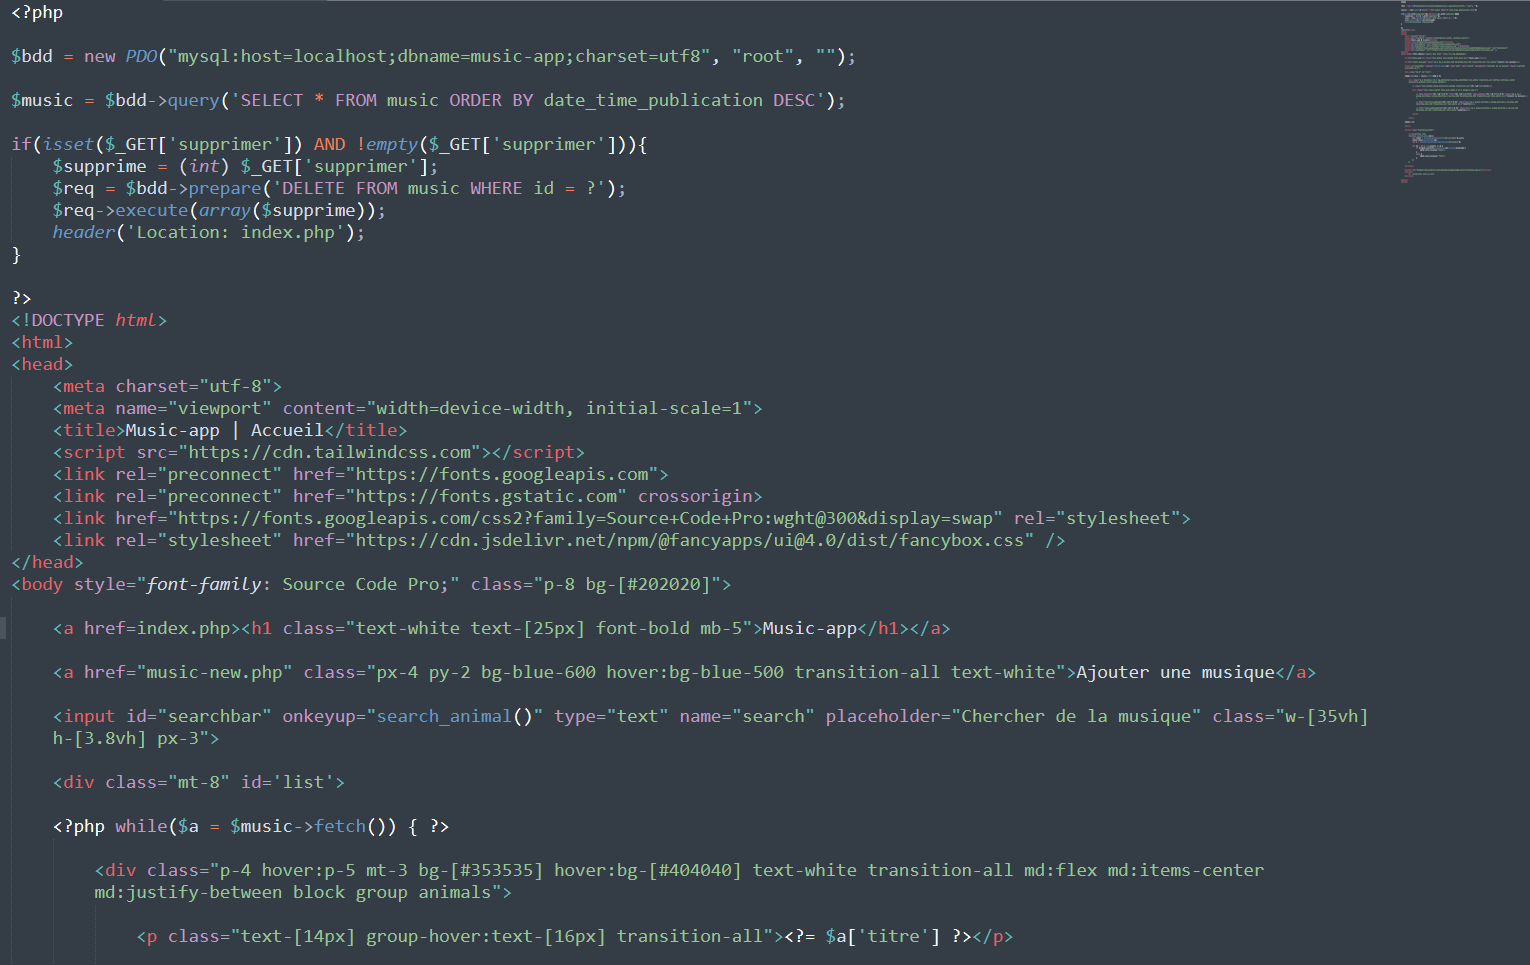 <?php
$bdd = new PDO("mysql:host=localhost;dbname=music-app;charset=utf8", "root", "");
$music = $bdd->query('SELECT * FROM music ORDER BY date_time_publication DESC');
if(isset($_GET['supprimer']) AND !empty($_GET['supprimer'])){
    $supprime = (int) $_GET['supprimer'];
    $req = $bdd->prepare('DELETE FROM music WHERE id = ?');
    $req->execute(array($supprime));
    header('Location: index.php');
}
?>
<!DOCTYPE html>
<html>
<head>
    <meta charset="utf-8">
    <meta name="viewport" content="width=device-width, initial-scale=1">
    <title>Music-app | Accueil</title>
    <script src="https://cdn.tailwindcss.com"></script>
    <link rel="preconnect" href="https://fonts.googleapis.com">
    <link rel="preconnect" href="https://fonts.gstatic.com" crossorigin>
    <link href="https://fonts.googleapis.com/css2?family=Source+Code+Pro:wght@300&display=swap" rel="stylesheet">
    <link rel="stylesheet" href="https://cdn.jsdelivr.net/npm/@fancyapps/ui@4.0/dist/fancybox.css" />
</head>
<body style="font-family: Source Code Pro;" class="p-8 bg-[#202020]">
    <a href=index.php><h1 class="text-white text-[25px] font-bold mb-5">Music-app</h1></a>
    <a href="music-new.php" class="px-4 py-2 bg-blue-600 hover:bg-blue-500 transition-all text-white">Ajouter une musique</a>
    <input id="searchbar" onkeyup="search_animal()" type="text" name="search" placeholder="Chercher de la musique" class="w-[35vh]
    h-[3.8vh] px-3">
    <div class="mt-8" id='list'>
    <?php while($a = $music->fetch()) { ?>
        <div class="p-4 hover:p-5 mt-3 bg-[#353535] hover:bg-[#404040] text-white transition-all md:flex md:items-center
        md:justify-between block group animals">
            <p class="text-[14px] group-hover:text-[16px] transition-all"><?= $a['titre'] ?></p>